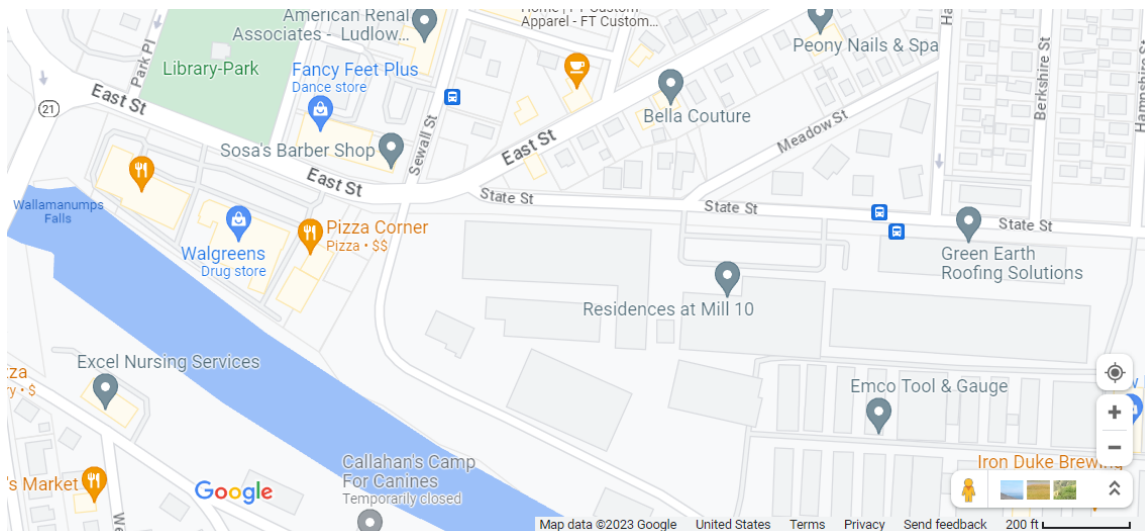 American Renal
Associates - Ludlow...
Apparel - FT Custom...
Park Pl
Library-Park
Fancy Feet Plus
Dance store
Peony Nails & Spa
Berkshire St
Hampshire St
21
East St
Bella Couture
Meadow St
Sosa's Barber Shop
Sewall St
East St
East St
State St
State St
State St
Wallamanumps
Falls
Walgreens
Drug store
Pizza Corner
Pizza • $$
Green Earth
Roofing Solutions
Residences at Mill 10
Excel Nursing Services
Emco Tool & Gauge
Callahan's Camp
For Canines
Temporarily closed
's Market
Iron Duke Brewing
Google
Map data ©2023 Google United States Terms Privacy Send feedback 200 ft